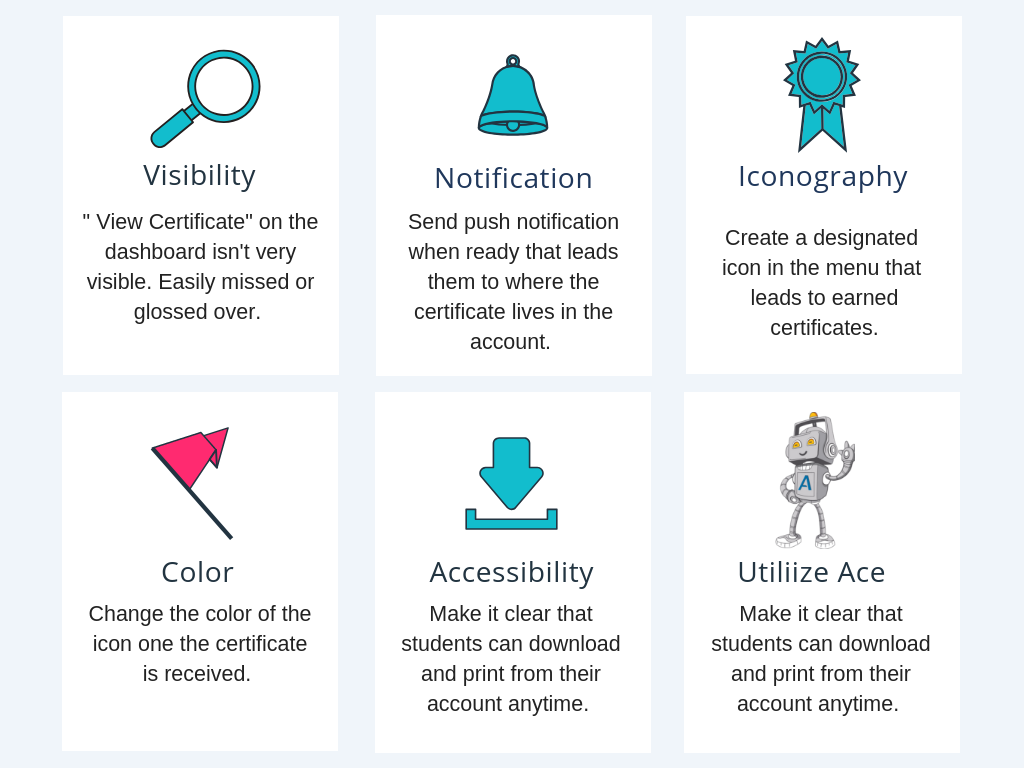 Visibility
" View Certificate" on the
dashboard isn't very
visible. Easily missed or
glossed over.
Notification
Send push notification
when ready that leads
them to where the
certificate lives in the
account.
Iconography
Create a designated
icon in the menu that
leads to earned
certificates.
Color
Change the color of the
icon one the certificate
is received.
Accessibility
Make it clear that
students can download
and print from their
account anytime.
A
Utiliize Ace
Make it clear that
students can download
and print from their
account anytime.